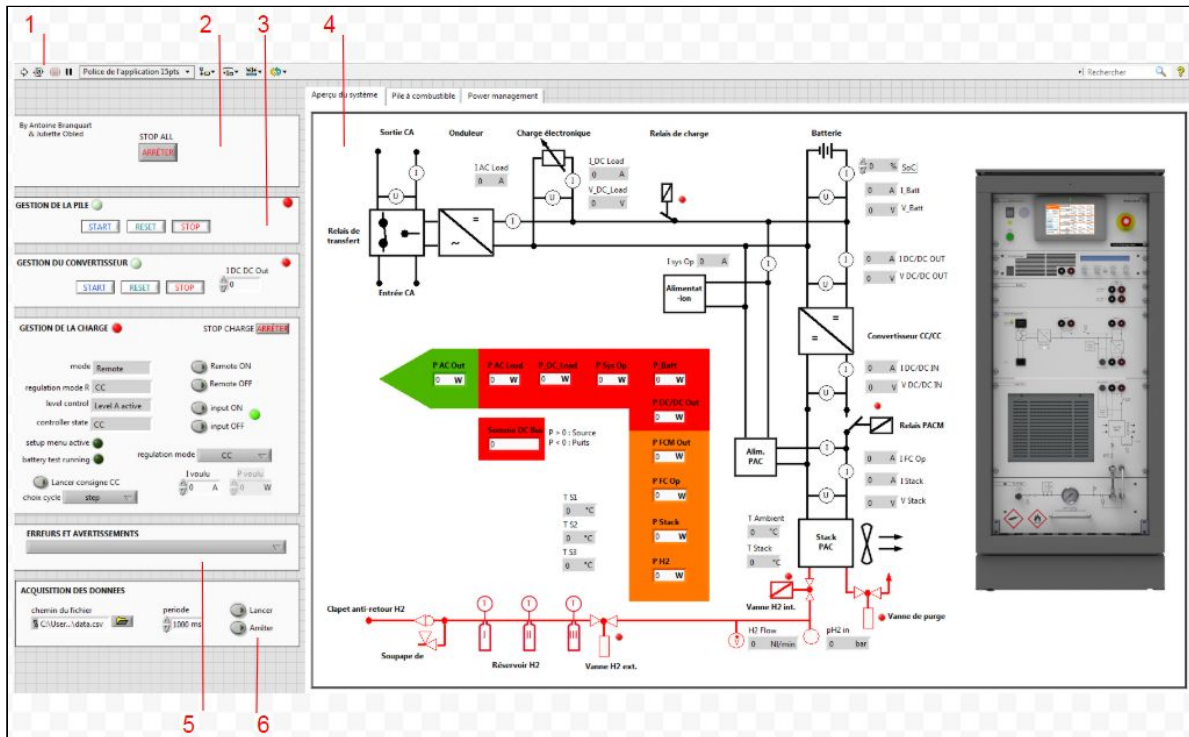 1
2
3
4
Police de l'application 15pts
Rechercher
Aperçu du système
Pile à combustible
Power management
By Antoine Branquart
& Juliette Obled
STOP ALL
ARRÊTER
GESTION DE LA PILE
START
RESET
STOP
GESTION DU CONVERTISSEUR
I DC DC Out
START
RESET
STOP
0
GESTION DE LA CHARGE
STOP CHARGE
ARRÊTER
mode
Remote
Remote ON
regulation mode R
CC
Remote OFF
level control
Level A active
input ON
controller state
CC
input OFF
setup menu active
battery test running
regulation mode
CC
Lancer consigne CC
I voulu
0 A
P voulu
0 W
choix cycle
step
ERREURS ET AVERTISSEMENTS
ACQUISITION DES DONNEES
chemin du fichier
C:\User...\data.csv
periode
1000 ms
Lancer
Arrêter
5
6
Sortie CA
Onduleur
Charge électronique
Relais de charge
Batterie
I AC Load
0 A
I_DC Load
0 A
V_DC_Load
0 V
0 % SoC
0 A I_Batt
0 V V_Batt
U
I
U
I
I
U
I
=
~
Relais de
transfert
Entrée CA
I sys Op 0 A
Alimentat
-ion
I
I
U
0 A I DC/DC OUT
0 V V DC/DC OUT
=
=
Convertisseur CC/CC
P AC Out
0 W
P AC Load
0 W
P_DC_Load
0 W
P Sys Op
0 W
P_Batt
0 W
P DC/DC Out
0 W
Somme DC Bus
0
P > 0 : Source
P < 0 : Puits
P FCM Out
0 W
P FC Op
0 W
P Stack
0 W
P H2
0 W
I
U
0 A I DC/DC IN
0 V V DC/DC IN
Relais PACM
Alim.
PAC
I
I
U
0 A I FC Op
0 A I Stack
0 V V Stack
T S1
0 °C
T S2
0 °C
T S3
0 °C
T Ambient
0 °C
T Stack
0 °C
Stack
PAC
Vanne H2 int.
Vanne de purge
Clapet anti-retour H2
I
I
I
I
II
III
Soupape de
Réservoir H2
Vanne H2 ext.
H2 Flow
0 Nl/min
pH2 in
0 bar